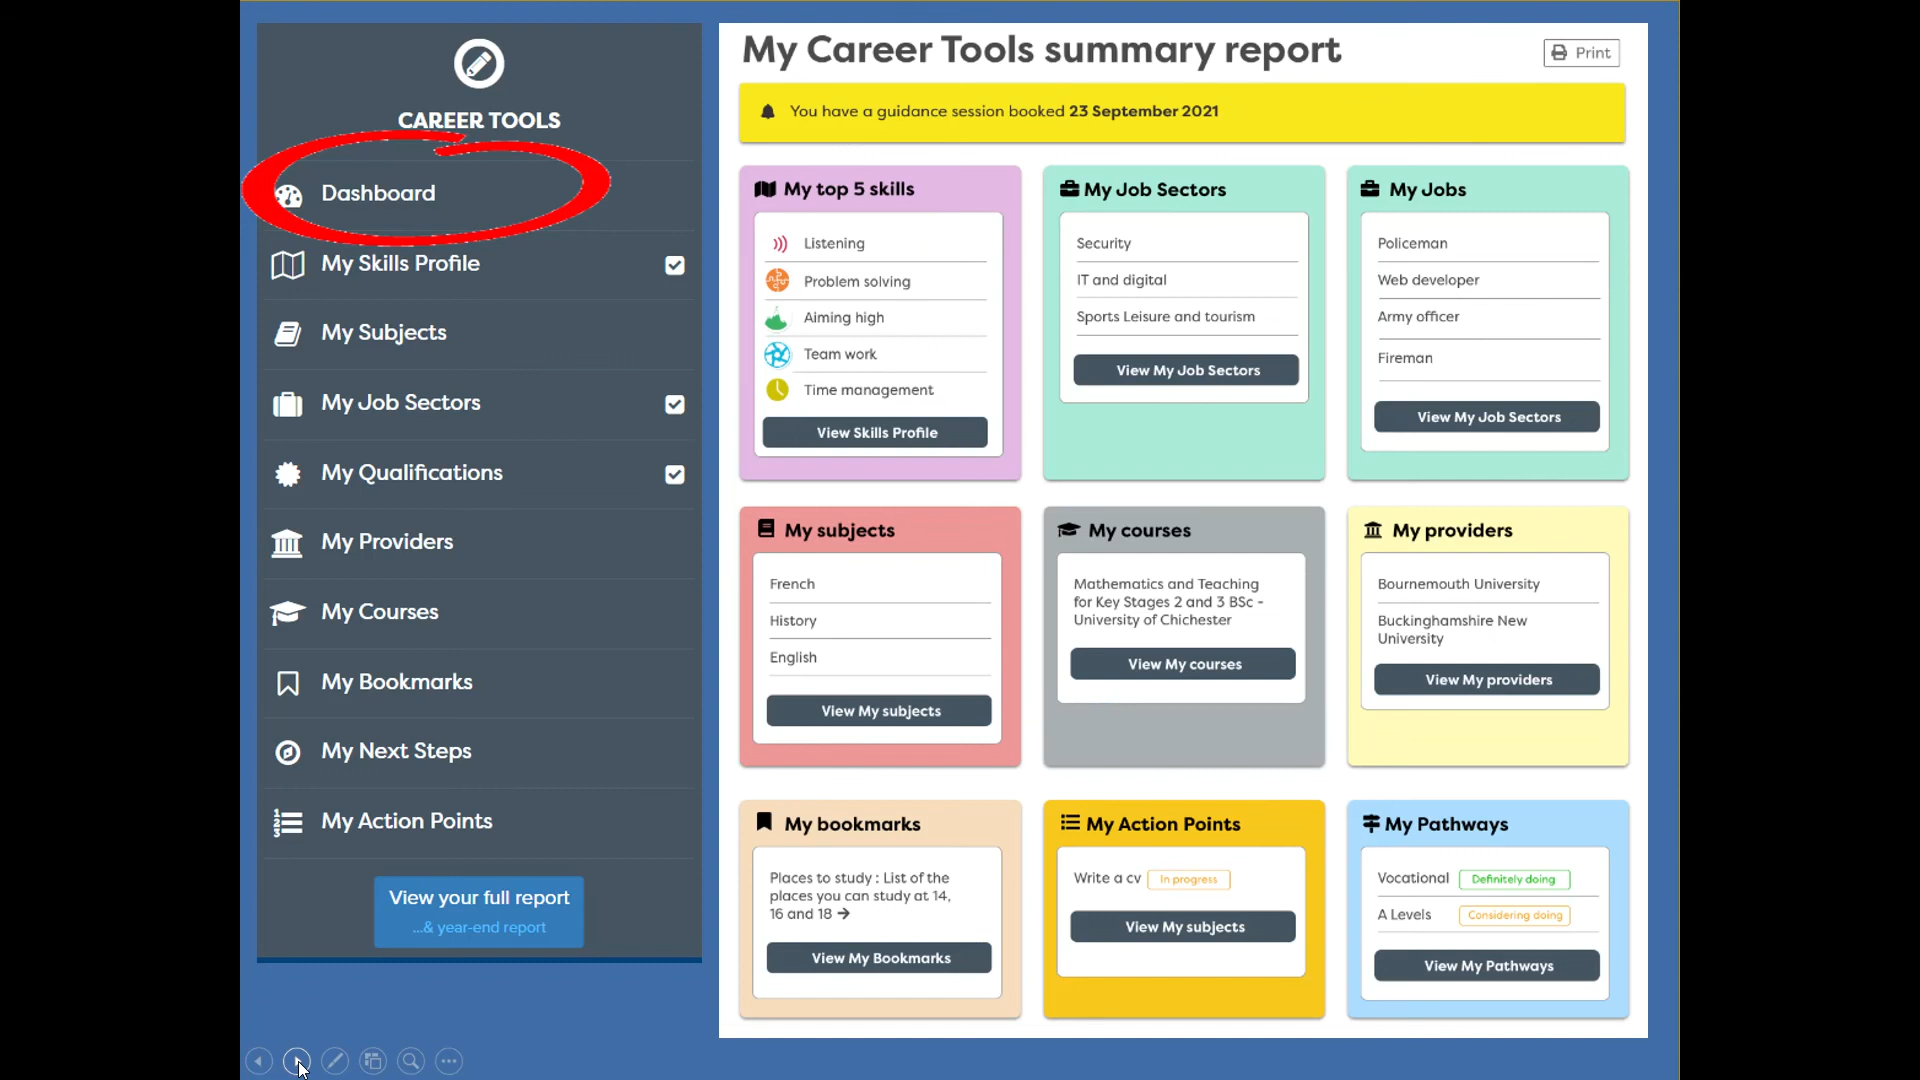 CAREER TOOLS
Dashboard
My Skills Profile
My Subjects
My Job Sectors
My Qualifications
My Providers
My Courses
My Bookmarks
My Next Steps
My Action Points
View your full report
...& year-end report
My Career Tools summary report
Print
You have a guidance session booked 23 September 2021
My top 5 skills
Listening
Problem solving
Aiming high
Team work
Time management
View Skills Profile
My Job Sectors
Security
IT and digital
Sports Leisure and tourism
View My Job Sectors
My Jobs
Policeman
Web developer
Army officer
Fireman
View My Job Sectors
My subjects
French
History
English
View My subjects
My courses
Mathematics and Teaching
for Key Stages 2 and 3 BSc -
University of Chichester
View My courses
My providers
Bournemouth University
Buckinghamshire New
University
View My providers
My bookmarks
Places to study : List of the
places you can study at 14,
16 and 18 →
View My Bookmarks
My Action Points
Write a cv In progress
View My subjects
My Pathways
Vocational Definitely doing
A Levels Considering doing
View My Pathways